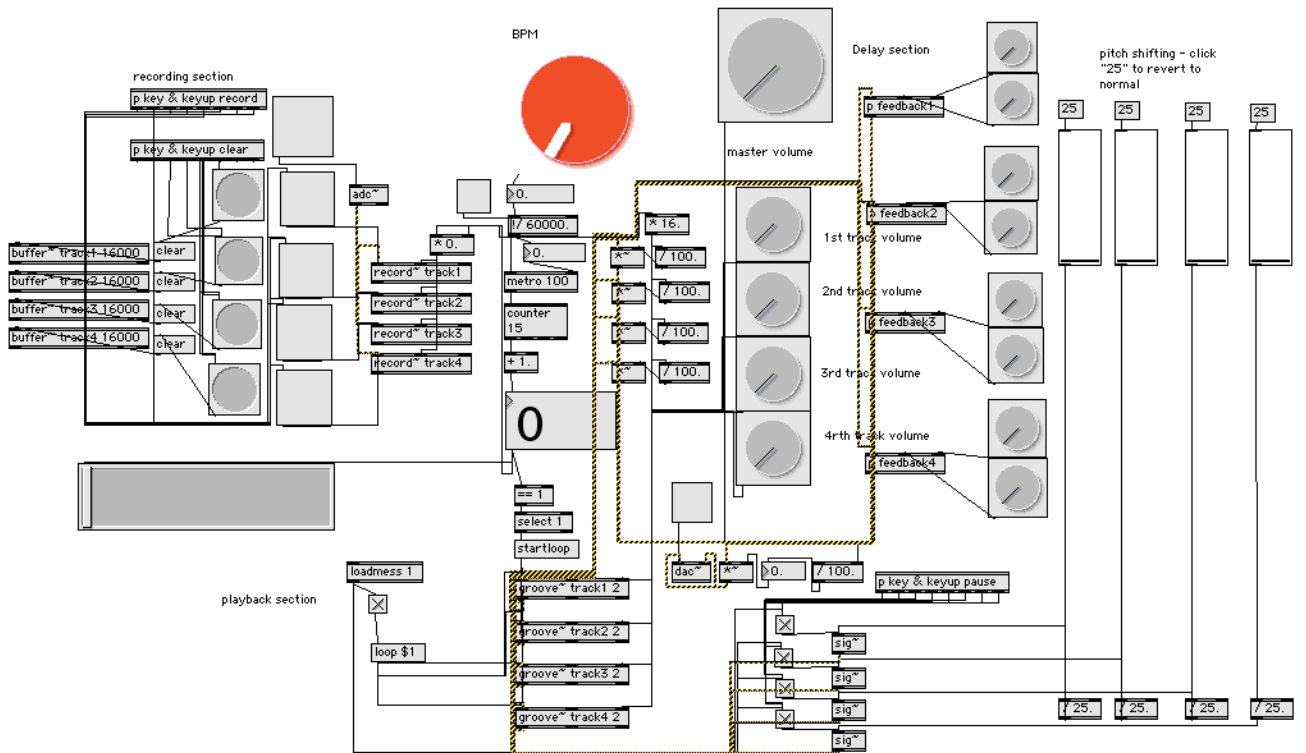 BPM
Delay section
pitch shifting - click
"25" to revert to
normal
recording section
p key & keyup record
p feedback1
25
25
25
25
master volume
p key & keyup clear
adc~
0.
* 16.
p feedback2
!/ 60000.
1st track volume
* 0.
buffer~ track1 16000
clear
0.
*~
/ 100.
record~ track1
buffer~ track2 16000
clear
metro 100
*~
/ 100.
2nd track volume
record~ track2
buffer~ track3 16000
clear
counter
15
p feedback3
record~ track3
*~
/ 100.
buffer~ track4 16000
clear
record~ track4
+ 1.
*~
/ 100.
3rd track volume
0
4rth track volume
p feedback4
== 1
select 1
startloop
loadmess 1
dac~
*~
0.
/ 100.
p key & keyup pause
playback section
groove~ track1 2
groove~ track2 2
loop $1
groove~ track3 2
groove~ track4 2
sig~
sig~
sig~
sig~
/ 25.
/ 25.
/ 25.
/ 25.